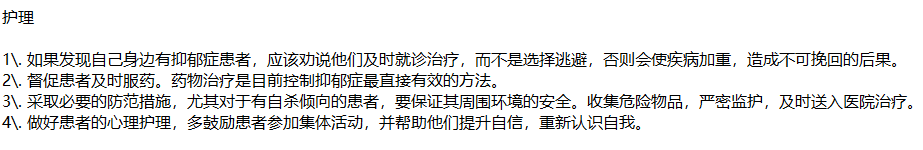 护理
1\. 如果发现自己身边有抑郁症患者，应该劝说他们及时就诊治疗，而不是选择逃避，否则会使疾病加重，造成不可挽回的后果。
2\. 督促患者及时服药。药物治疗是目前控制抑郁症最直接有效的方法。
3\. 采取必要的防范措施，尤其对于有自杀倾向的患者，要保证其周围环境的安全。收集危险物品，严密监护，及时送入医院治疗。
4\. 做好患者的心理护理，多鼓励患者参加集体活动，并帮助他们提升自信，重新认识自我。